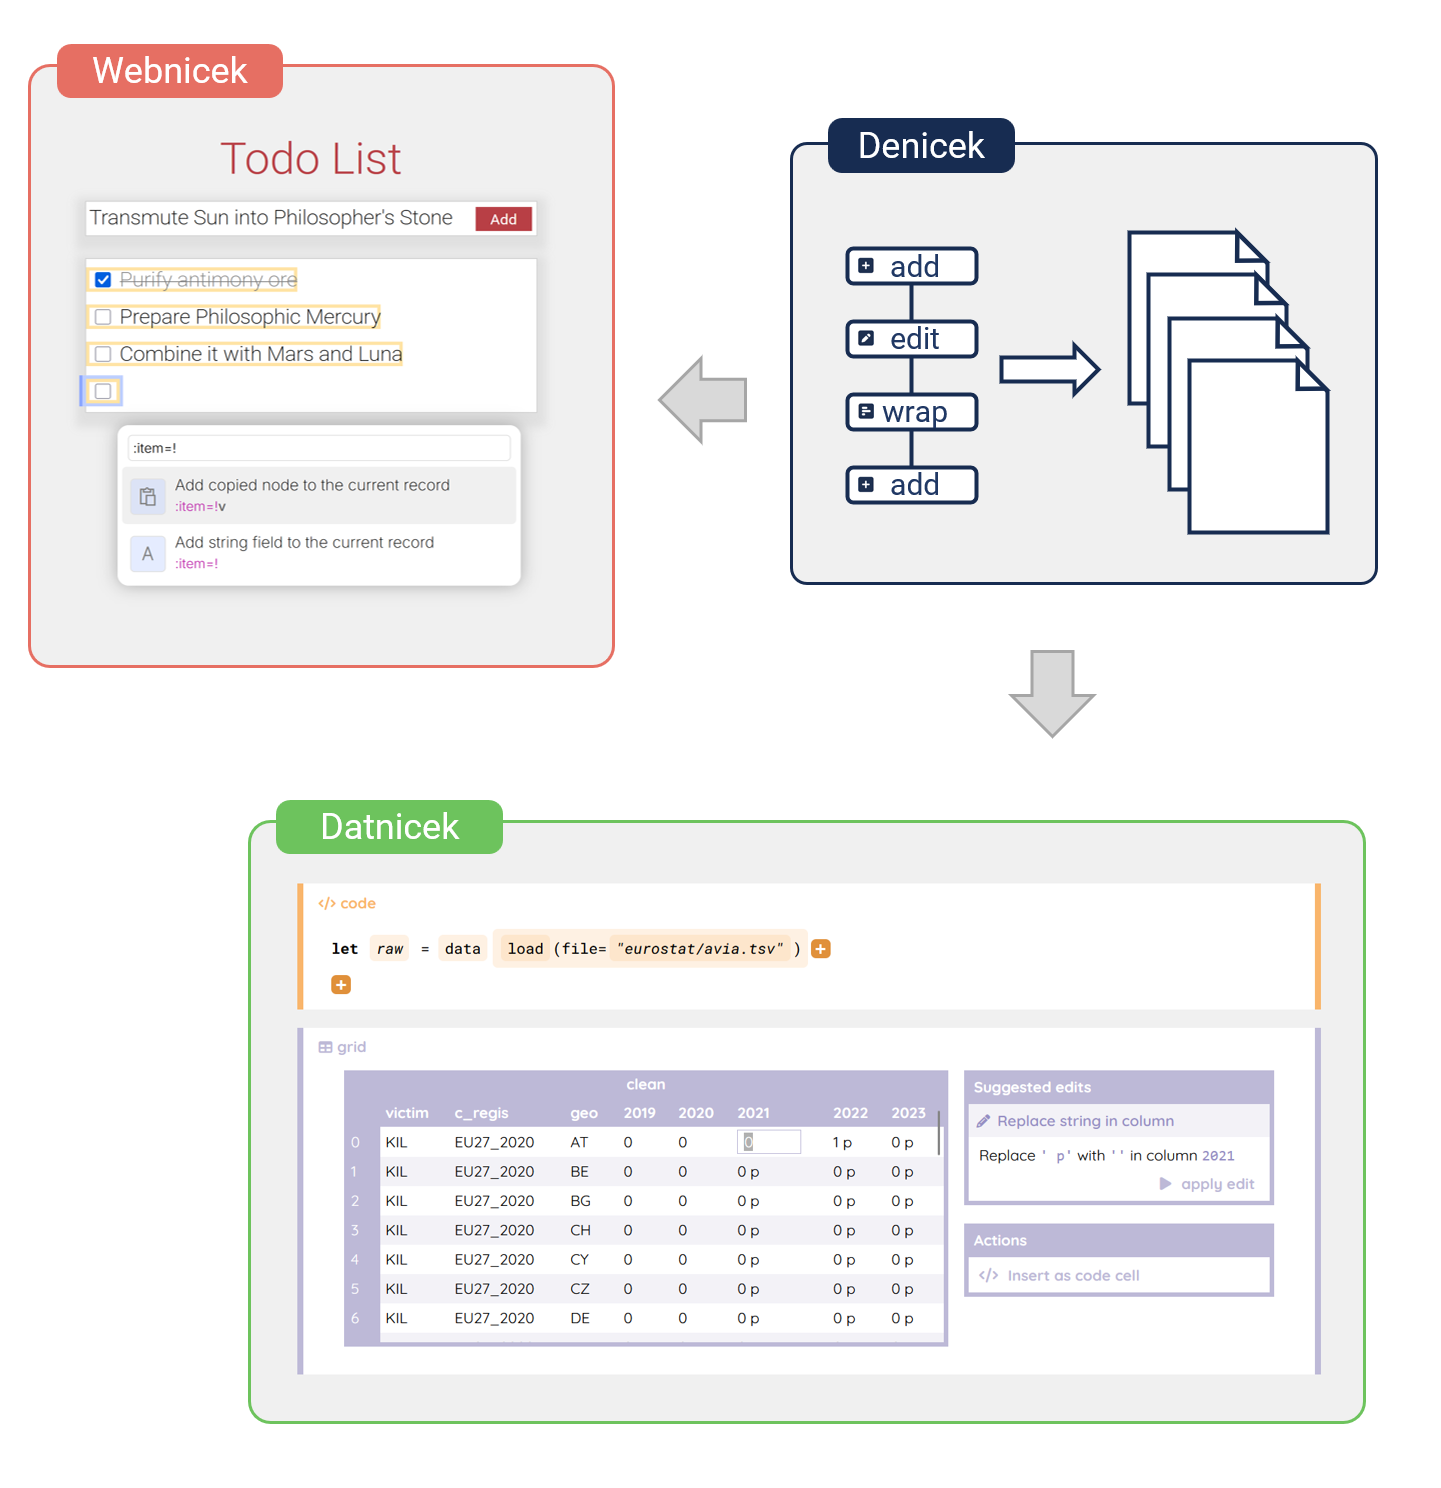 Webnicek
Todo List
Transmute Sun into Philosopher's Stone Add
Purify antimony ore
Prepare Philosophic Mercury
Combine it with Mars and Luna
:item=!
Add copied node to the current record
:item=!v
A Add string field to the current record
:item=!
Denicek
add
edit
wrap
add
Datnicek
</> code
let raw = data load (file= "eurostat/avia.tsv" )
grid
clean
victim c_regis geo 2019 2020 2021 2022 2023
0 KIL EU27_2020 AT 0 0 0 1 p 0 p
1 KIL EU27_2020 BE 0 0 0 p 0 p 0 p
2 KIL EU27_2020 BG 0 0 0 p 0 p 0 p
3 KIL EU27_2020 CH 0 0 0 p 0 p 0 p
4 KIL EU27_2020 CY 0 0 0 p 0 p 0 p
5 KIL EU27_2020 CZ 0 0 0 p 0 p 0 p
6 KIL EU27_2020 DE 0 0 0 p 0 p 0 p
Suggested edits
Replace string in column
Replace ' p' with '' in column 2021
apply edit
Actions
</> Insert as code cell